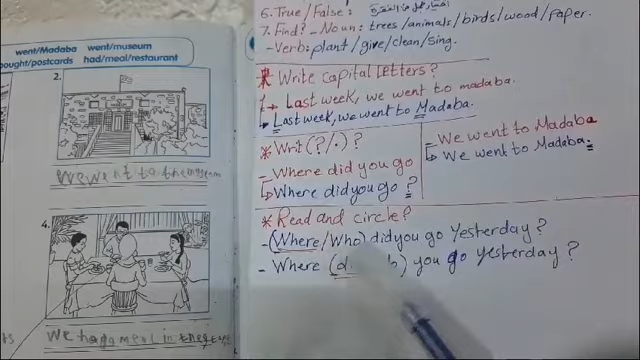 went/Madaba went/museum
bought/postcards had/meal/restaurant
2.
We went to the museum
4.
We had a meal in the
6. True / False:
7. Find? - Noun: trees/animals/birds/wood/paper.
- Verb: plant/give/clean/sing.
* Write capital letters?
1 → Last week, we went to madaba.
↳ Last week, we went to Madaba.
* Writ (?/.) ?
- Where did you go
↳ Where did you go ?
- We went to Madaba
↳ We went to Madaba.
* Read and circle?
- (Where/Who) did you go yesterday?
- Where ( you go yesterday?